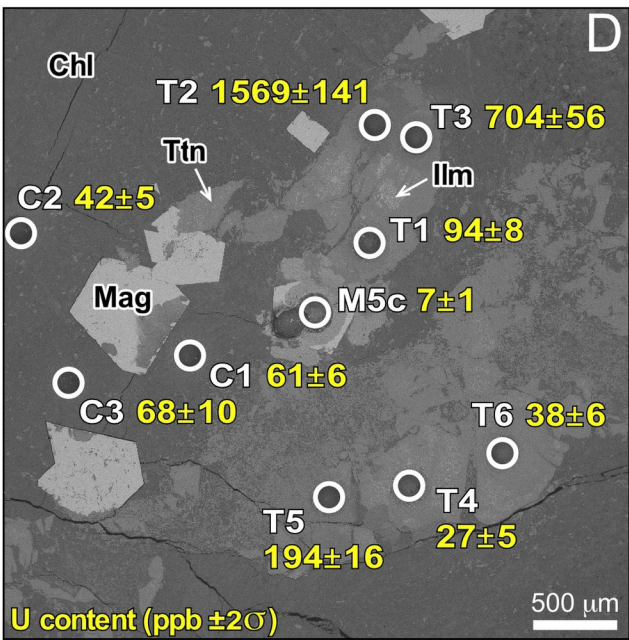 D
Chl
T2 1569±141
T3 704±56
Ttn
Ilm
C2 42±5
T1 94±8
Mag
M5c 7±1
C1 61±6
C3 68±10
T6 38±6
T5
194±16
T4
27±5
500 μm
U content (ppb ±2σ)